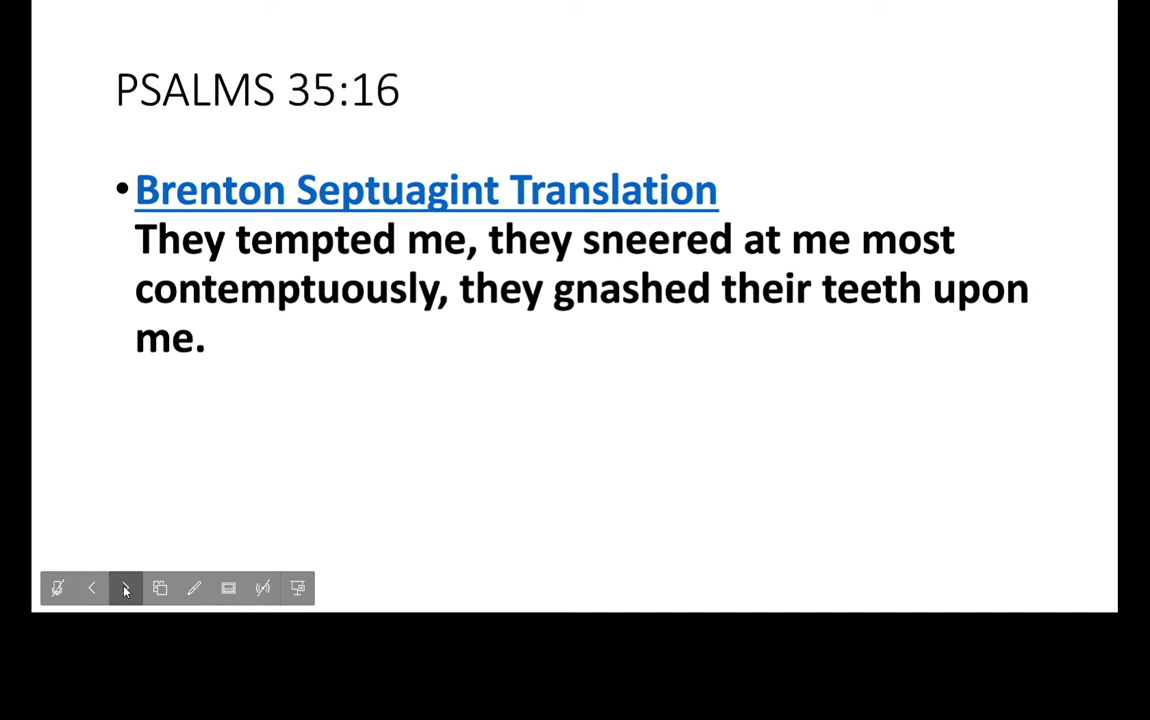 PSALMS 35:16
•Brenton Septuagint Translation
They tempted me, they sneered at me most
contemptuously, they gnashed their teeth upon
me.